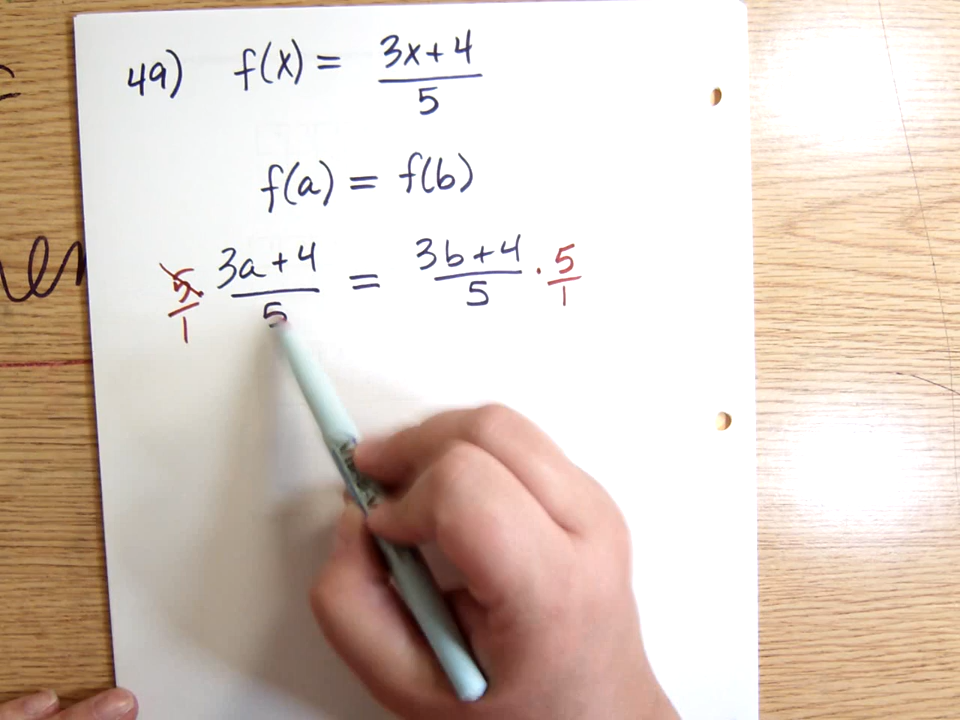 49) f(x) = (3x+4)/5
f(a) = f(b)
5/1 (3a+4)/5 = (3b+4)/5 · 5/1